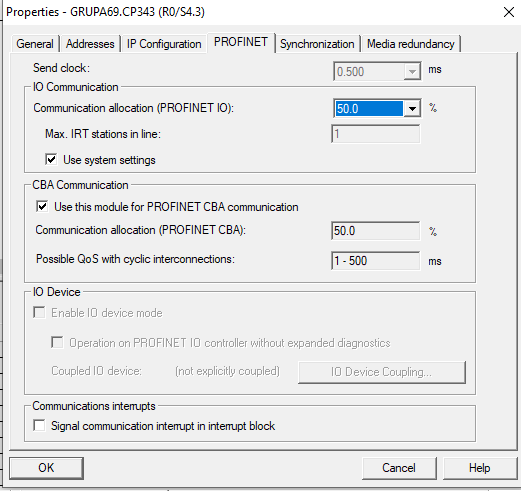 Properties - GRUPA69.CP343 (R0/S4.3)
General Addresses IP Configuration PROFINET Synchronization Media redundancy
Send clock: 0.500 ms
IO Communication
Communication allocation (PROFINET IO): 50.0 %
Max. IRT stations in line: 1
Use system settings
CBA Communication
Use this module for PROFINET CBA communication
Communication allocation (PROFINET CBA): 50.0 %
Possible QoS with cyclic interconnections: 1 - 500 ms
IO Device
Enable IO device mode
Operation on PROFINET IO controller without expanded diagnostics
Coupled IO device: (not explicitly coupled) IO Device Coupling...
Communications interrupts
Signal communication interrupt in interrupt block
OK Cancel Help